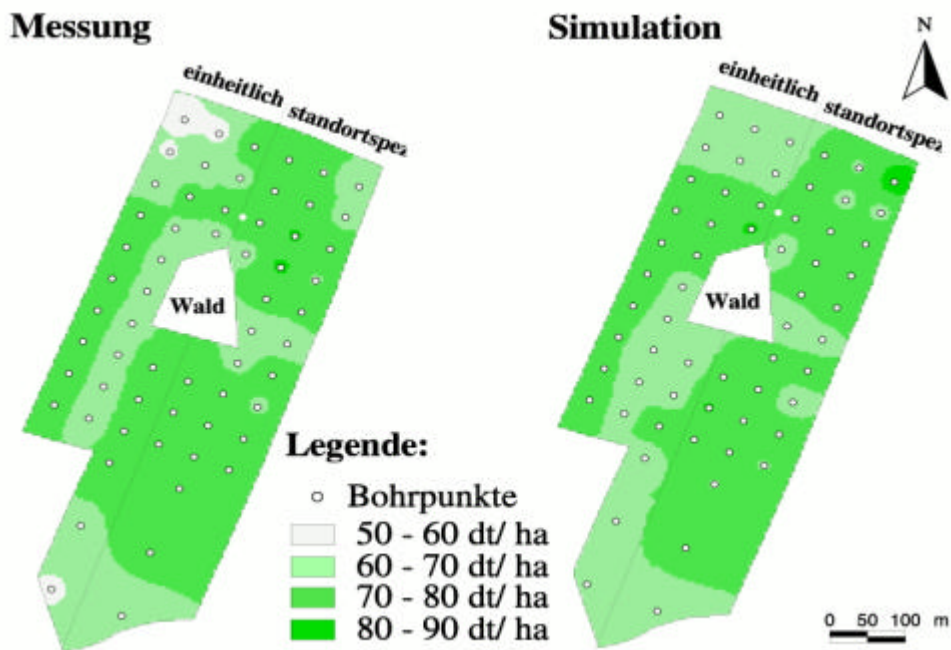 Messung
Simulation
N
einheitlich standortspez
einheitlich standortspez
Wald
Wald
Legende:
Bohrpunkte
50 - 60 dt/ ha
60 - 70 dt/ ha
70 - 80 dt/ ha
80 - 90 dt/ ha
0 50 100 m